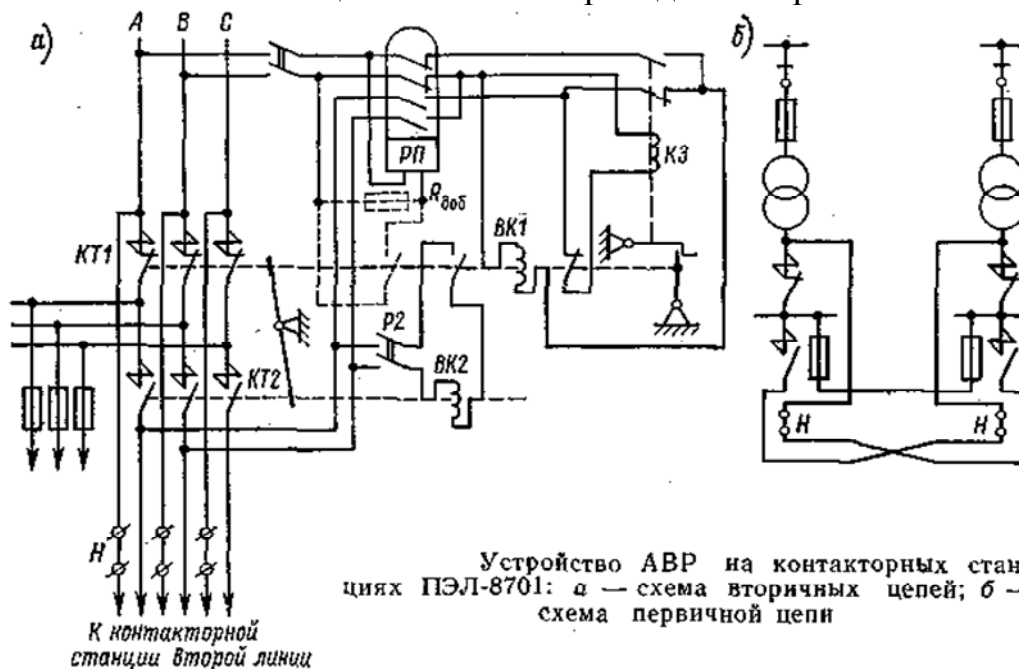 а)
A B C
б)
РП
КЗ
Rдоб
ВК1
КТ1
Р2
КТ2
ВК2
Н Н
Н
Устройство АВР на контакторных стан-
циях ПЭЛ-8701: а — схема вторичных цепей; б —
схема первичной цепи
К контакторной
станции второй линии